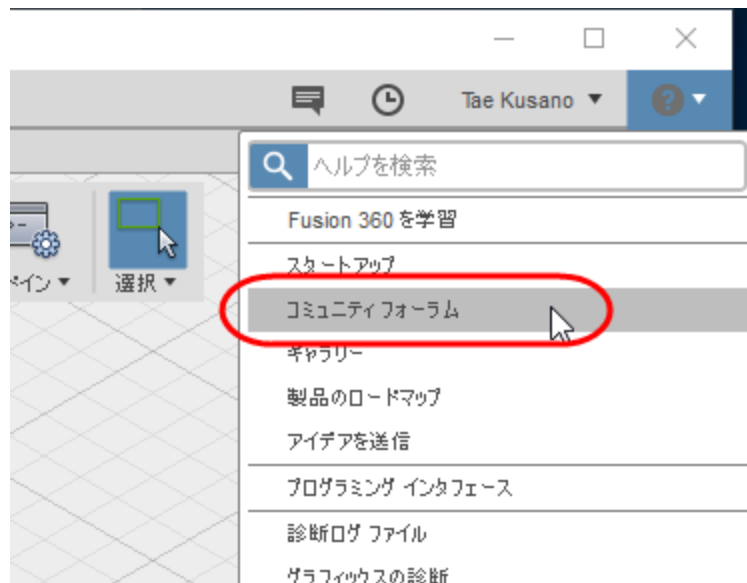 Tae Kusano
ヘルプを検索
Fusion 360 を学習
スタートアップ
コミュニティ フォーラム
ギャラリー
製品のロードマップ
アイデアを送信
プログラミング インタフェース
診断ログ ファイル
グラフィックスの診断
選択